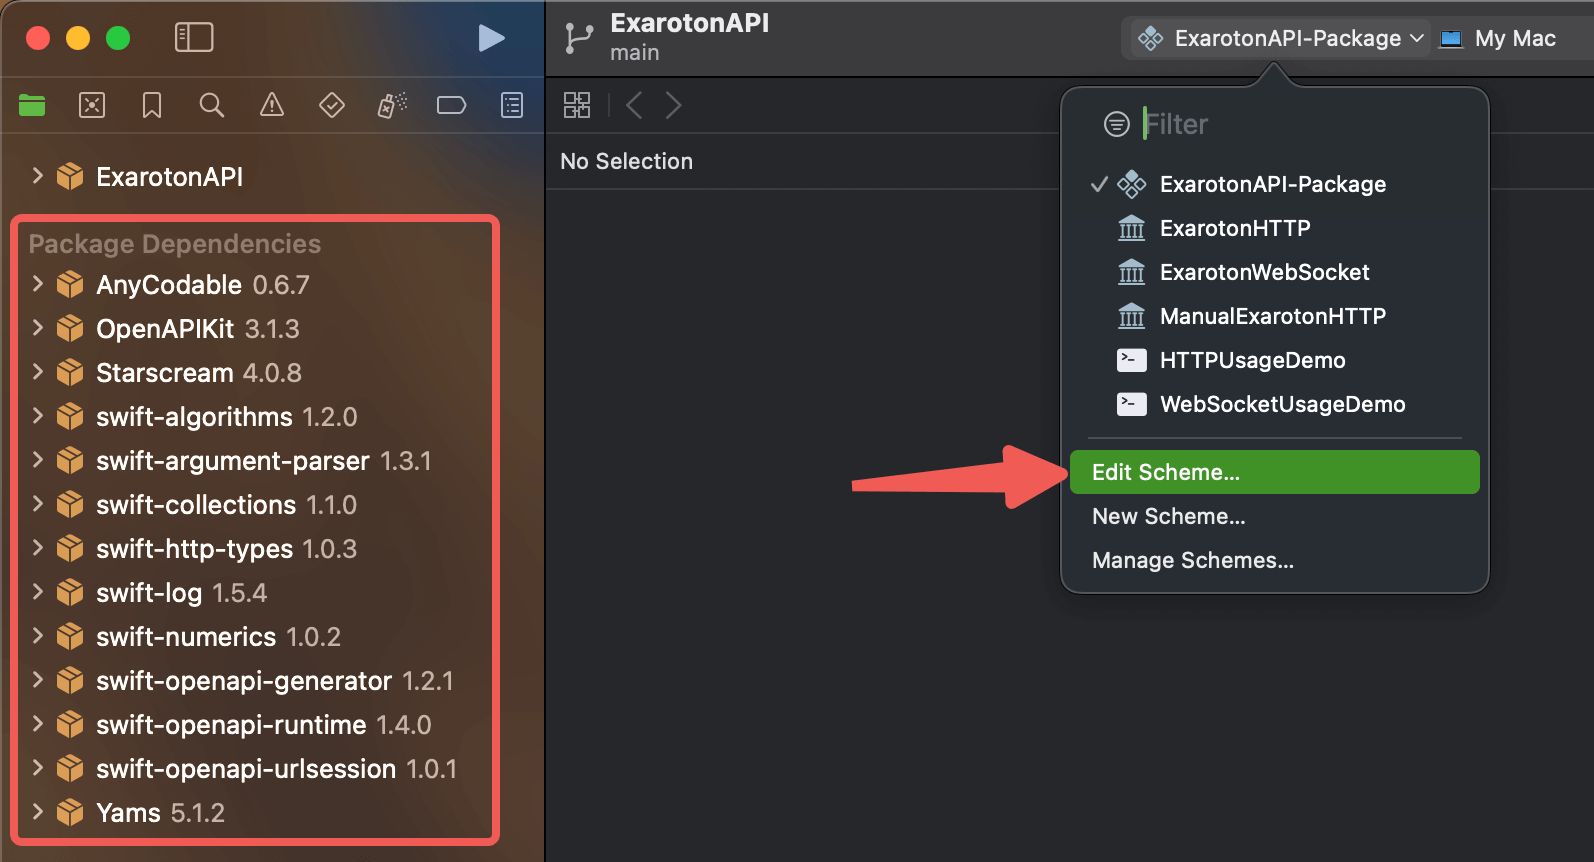 ExarotonAPI
main
ExarotonAPI-Package
My Mac
ExarotonAPI
Package Dependencies
AnyCodable 0.6.7
OpenAPIKit 3.1.3
Starscream 4.0.8
swift-algorithms 1.2.0
swift-argument-parser 1.3.1
swift-collections 1.1.0
swift-http-types 1.0.3
swift-log 1.5.4
swift-numerics 1.0.2
swift-openapi-generator 1.2.1
swift-openapi-runtime 1.4.0
swift-openapi-urlsession 1.0.1
Yams 5.1.2
No Selection
Filter
ExarotonAPI-Package
ExarotonHTTP
ExarotonWebSocket
ManualExarotonHTTP
HTTPUsageDemo
WebSocketUsageDemo
Edit Scheme...
New Scheme...
Manage Schemes...